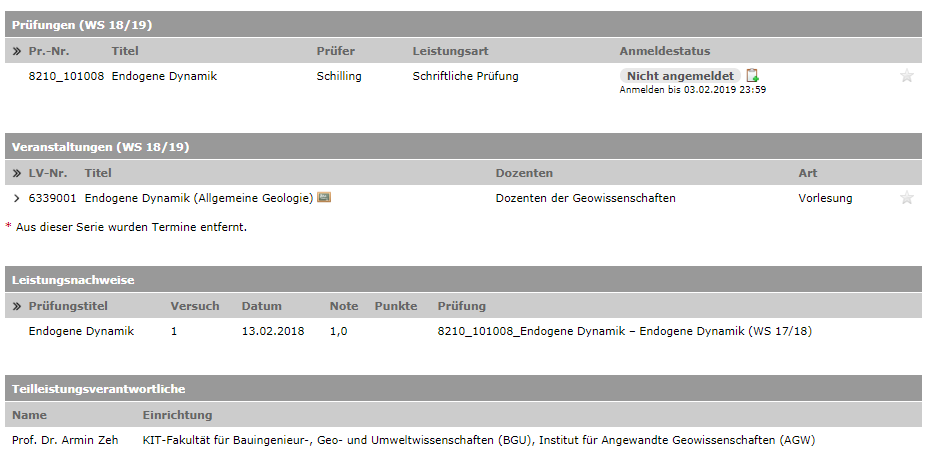 Prüfungen (WS 18/19)
» Pr.-Nr. Titel Prüfer Leistungsart Anmeldestatus
8210_101008 Endogene Dynamik Schilling Schriftliche Prüfung Nicht angemeldet
Anmelden bis 03.02.2019 23:59
Veranstaltungen (WS 18/19)
» LV-Nr. Titel Dozenten Art
› 6339001 Endogene Dynamik (Allgemeine Geologie) Dozenten der Geowissenschaften Vorlesung
* Aus dieser Serie wurden Termine entfernt.
Leistungsnachweise
» Prüfungstitel Versuch Datum Note Punkte Prüfung
Endogene Dynamik 1 13.02.2018 1,0 8210_101008_Endogene Dynamik – Endogene Dynamik (WS 17/18)
Teilleistungsverantwortliche
Name Einrichtung
Prof. Dr. Armin Zeh KIT-Fakultät für Bauingenieur-, Geo- und Umweltwissenschaften (BGU), Institut für Angewandte Geowissenschaften (AGW)